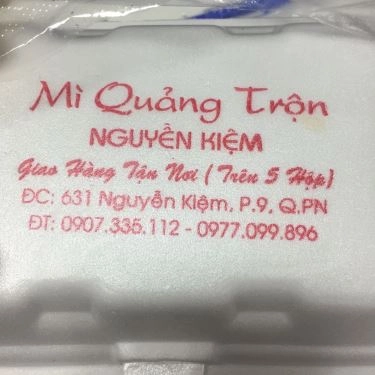 Mì Quảng Trộn
NGUYỄN KIỆM
Giao Hàng Tận Nơi (Trên 5 Hộp)
ĐC: 631 Nguyễn Kiệm, P.9, Q.PN
ĐT: 0907.335.112 - 0977.099.896